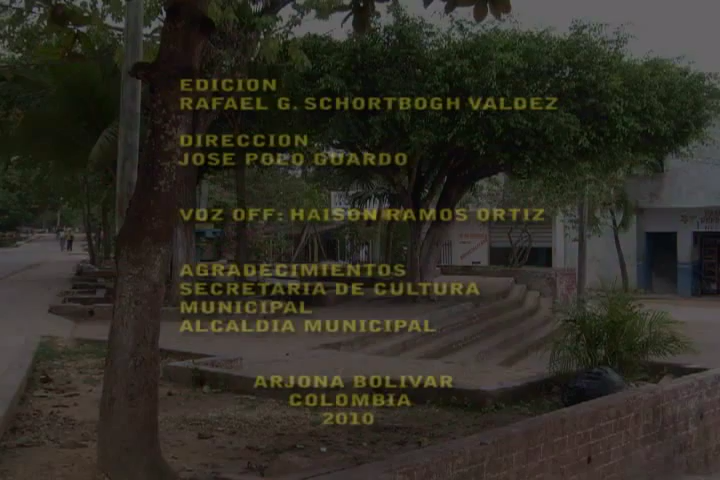 EDICION
RAFAEL G. SCHORTBOGH VALDEZ
DIRECCION
JOSE POLO GUARDO
VOZ OFF: HAISON RAMOS ORTIZ
AGRADECIMIENTOS
SECRETARIA DE CULTURA
MUNICIPAL
ALCALDIA MUNICIPAL
ARJONA BOLIVAR
COLOMBIA
2010